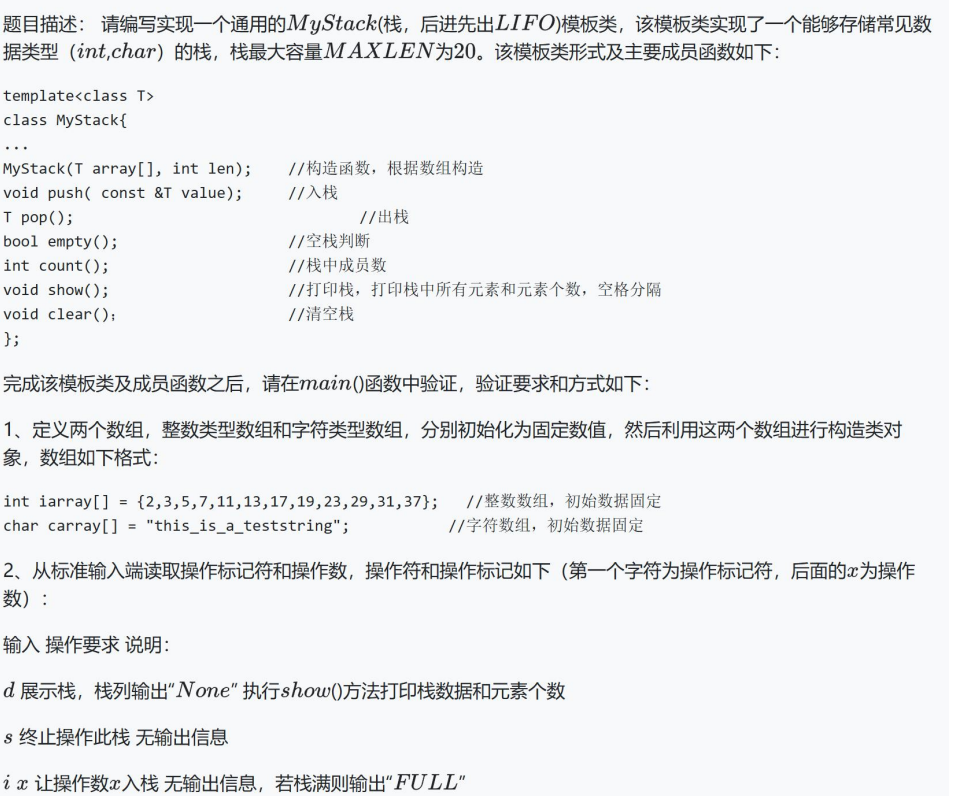 题目描述： 请编写实现一个通用的MyStack(栈，后进先出LIFO)模板类，该模板类实现了一个能够存储常见数
据类型（int,char）的栈，栈最大容量MAXLEN为20。该模板类形式及主要成员函数如下：
template<class T>
class MyStack{
...
MyStack(T array[], int len); //构造函数，根据数组构造
void push( const &T value); //入栈
T pop(); //出栈
bool empty(); //空栈判断
int count(); //栈中成员数
void show(); //打印栈，打印栈中所有元素和元素个数，空格分隔
void clear()； //清空栈
};
完成该模板类及成员函数之后，请在main()函数中验证，验证要求和方式如下：
1、定义两个数组，整数类型数组和字符类型数组，分别初始化为固定数值，然后利用这两个数组进行构造类对
象，数组如下格式：
int iarray[] = {2,3,5,7,11,13,17,19,23,29,31,37}; //整数数组，初始数据固定
char carray[] = "this_is_a_teststring"; //字符数组，初始数据固定
2、从标准输入端读取操作标记符和操作数，操作符和操作标记如下（第一个字符为操作标记符，后面的x为操作
数）：
输入 操作要求 说明：
d 展示栈，栈列输出“None” 执行show()方法打印栈数据和元素个数
s 终止操作此栈 无输出信息
i x 让操作数x入栈 无输出信息，若栈满则输出“FULL”